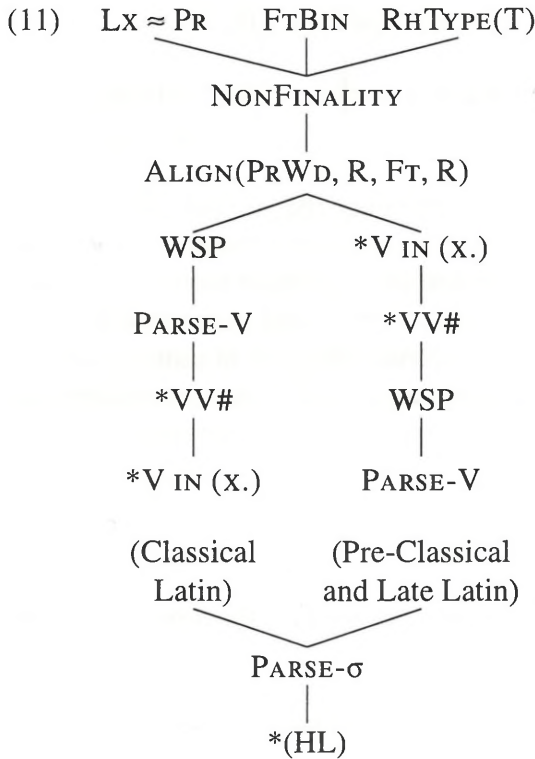 (11) Lx ≈ Pr FtBin RhType(T)
NonFinality
Align(PrWd, R, Ft, R)
WSP *V in (x.)
Parse-V *VV#
*VV# WSP
*V in (x.) Parse-V
(Classical (Pre-Classical
Latin) and Late Latin)
Parse-σ
*(HL)